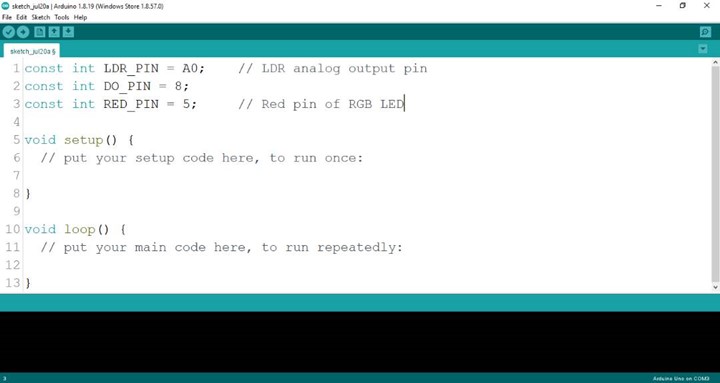 sketch_jul20a | Arduino 1.8.19 (Windows Store 1.8.57.0)
File Edit Sketch Tools Help
sketch_jul20a §
1 const int LDR_PIN = A0;    // LDR analog output pin
2 const int DO_PIN = 8;
3 const int RED_PIN = 5;     // Red pin of RGB LED
4
5 void setup() {
6   // put your setup code here, to run once:
7
8 }
9
10 void loop() {
11   // put your main code here, to run repeatedly:
12
13 }
3
Arduino Uno on COM3